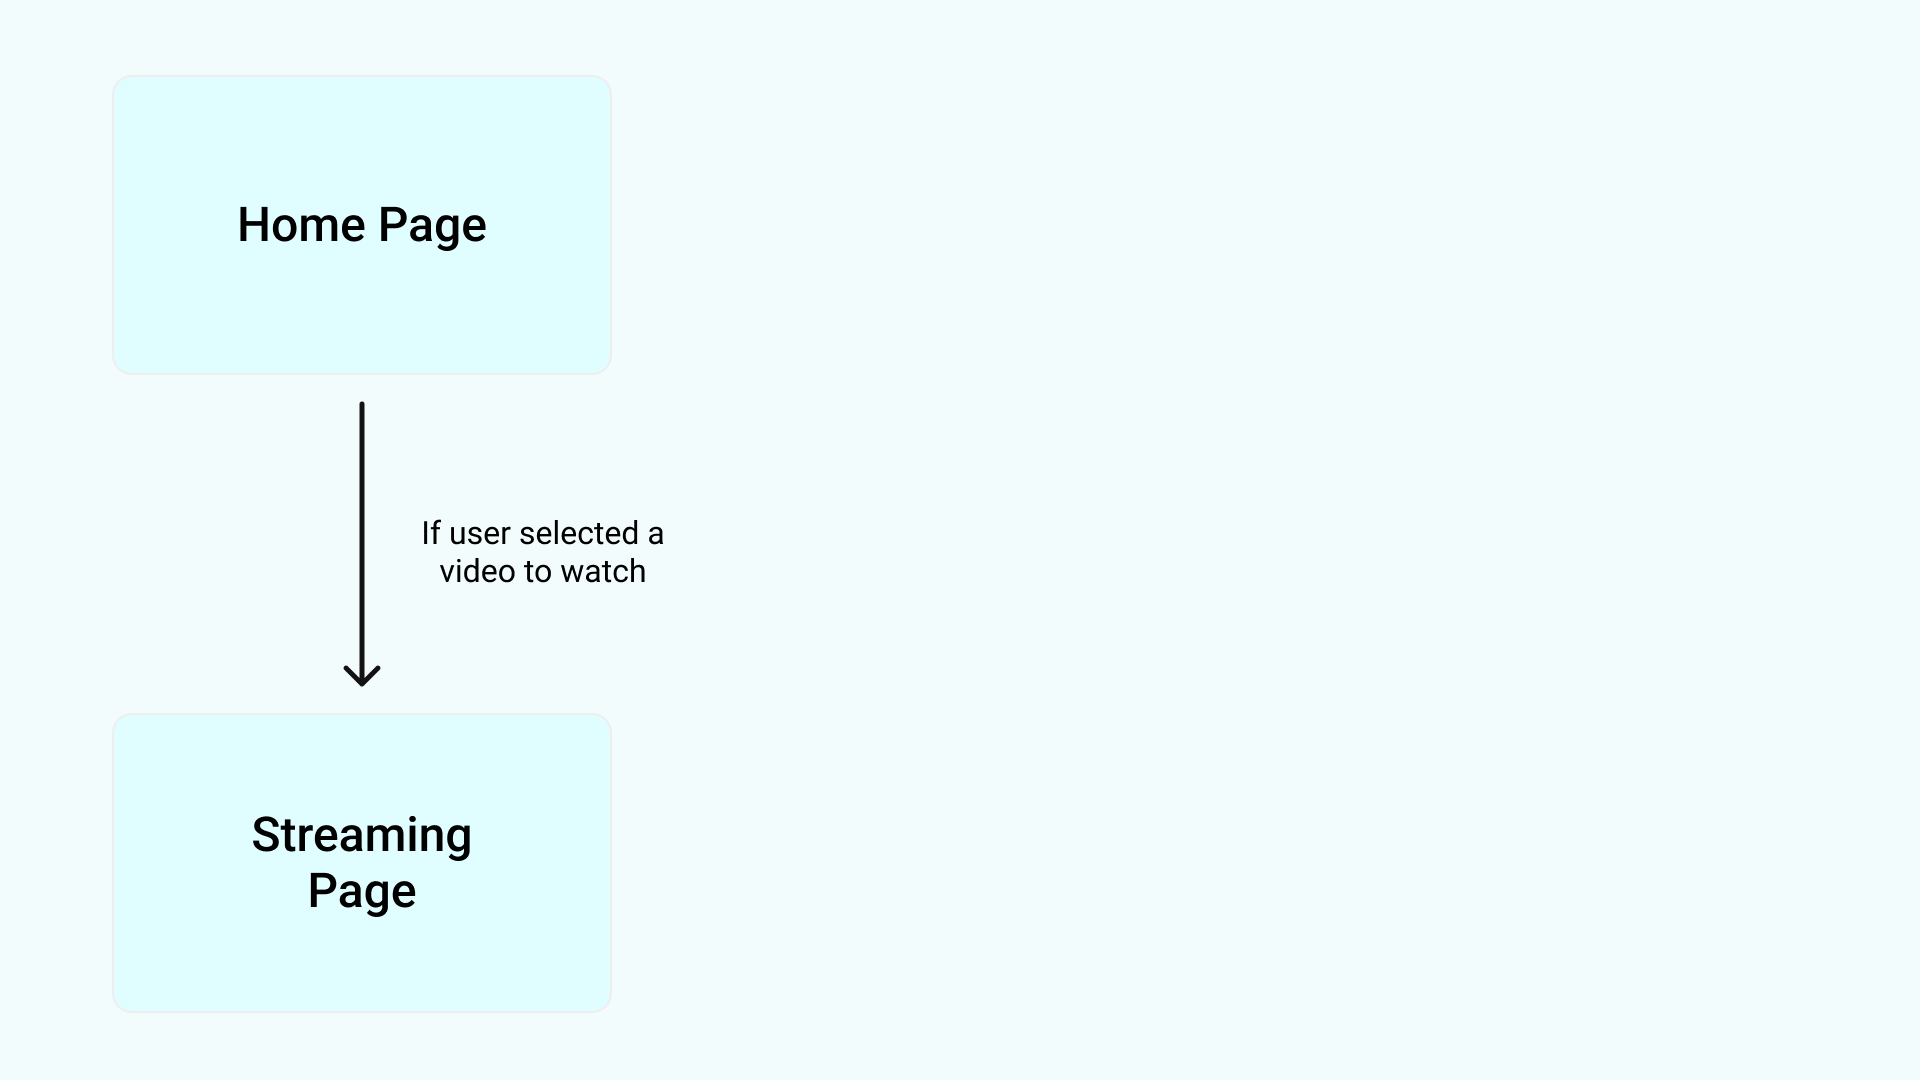 Home Page
If user selected a
video to watch
Streaming
Page